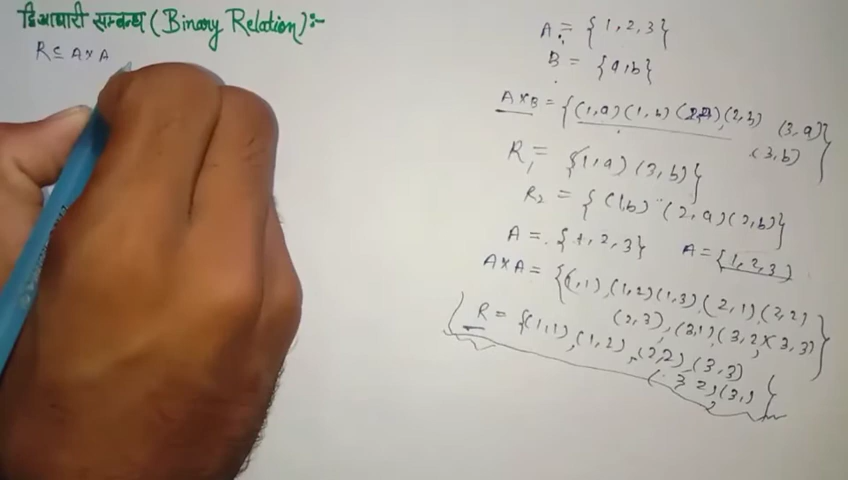 द्विआधारी सम्बन्ध (Binary Relation) :-
R ⊆ A × A
A = {1, 2, 3}
B = {a, b}
A×B = {(1, a) (1, b) (2, a), (2, b) (3, a)
(3, b)}
R₁ = {(1, a) (3, b)}
R₂ = {(1, b) (2, a) (2, b)}
A = {1, 2, 3} A = {1, 2, 3}
A×A = {(1, 1), (1, 2) (1, 3), (2, 1) (2, 2)
(2, 3), (3, 1) (3, 2) (3, 3)}
R = {(1, 1), (1, 2), (2, 2), (3, 3)
(3, 2), (3, 1)}